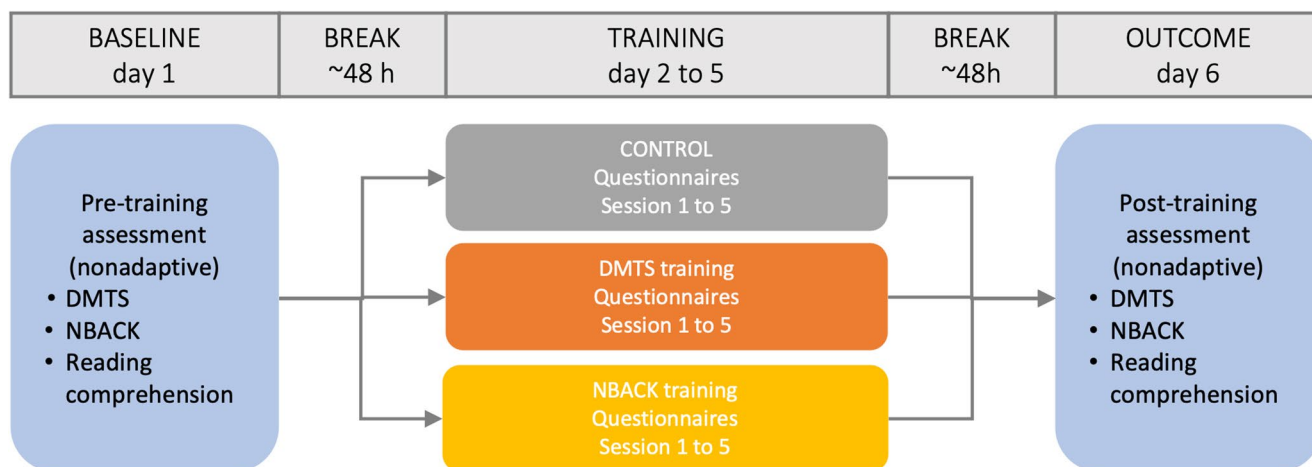 BASELINE
day 1
BREAK
~48 h
TRAINING
day 2 to 5
BREAK
~48h
OUTCOME
day 6
Pre-training
assessment
(nonadaptive)
• DMTS
• NBACK
• Reading
comprehension
CONTROL
Questionnaires
Session 1 to 5
DMTS training
Questionnaires
Session 1 to 5
NBACK training
Questionnaires
Session 1 to 5
Post-training
assessment
(nonadaptive)
• DMTS
• NBACK
• Reading
comprehension